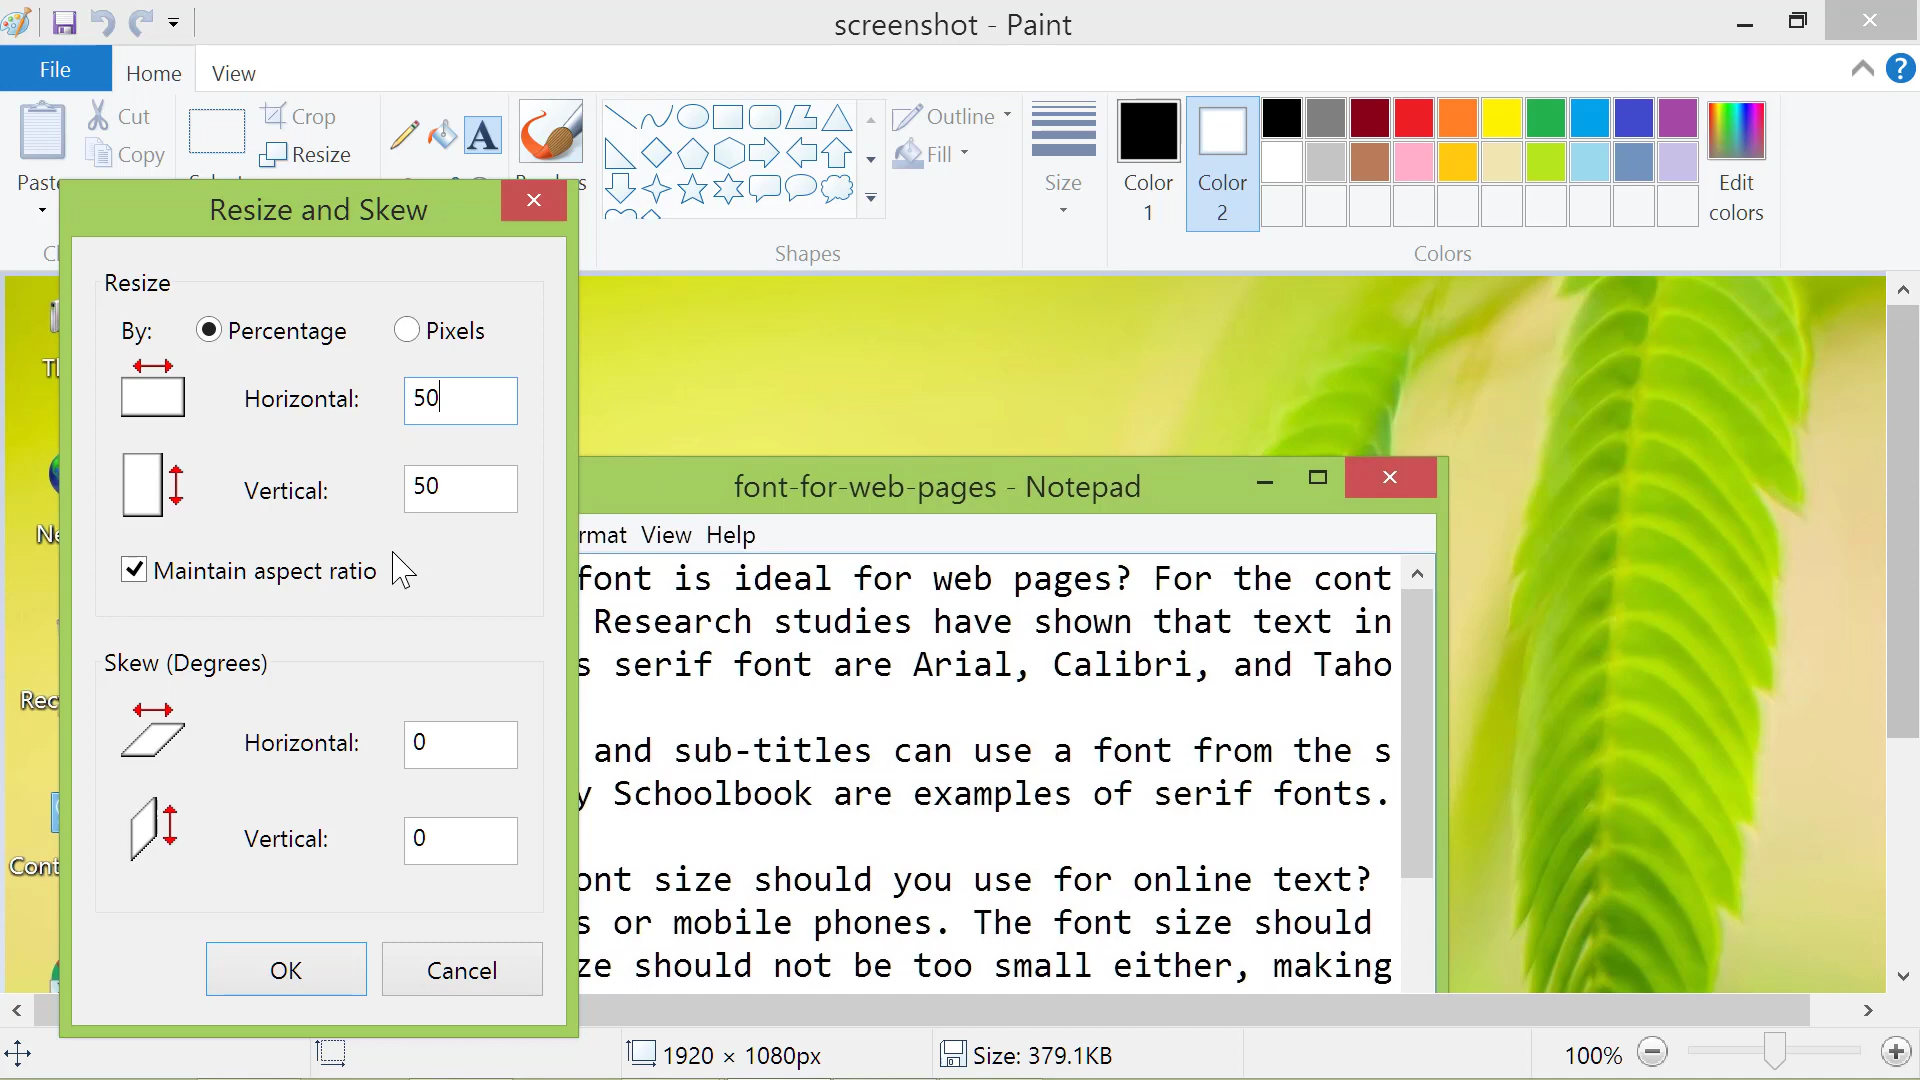 screenshot - Paint
File
Home
View
Paste
Cut
Copy
Crop
Resize
Outline
Fill
Shapes
Size
Color 1
Color 2
Edit colors
Colors
Resize and Skew
Resize
By:
Percentage
Pixels
Horizontal:
50
Vertical:
50
Maintain aspect ratio
Skew (Degrees)
Horizontal:
0
Vertical:
0
OK
Cancel
font-for-web-pages - Notepad
rmat View Help
font is ideal for web pages? For the cont
Research studies have shown that text in
s serif font are Arial, Calibri, and Taho
and sub-titles can use a font from the s
y Schoolbook are examples of serif fonts.
ont size should you use for online text?
s or mobile phones. The font size should
ze should not be too small either, making
Th
Ne
Rec
Cont
1920 × 1080px
Size: 379.1KB
100%